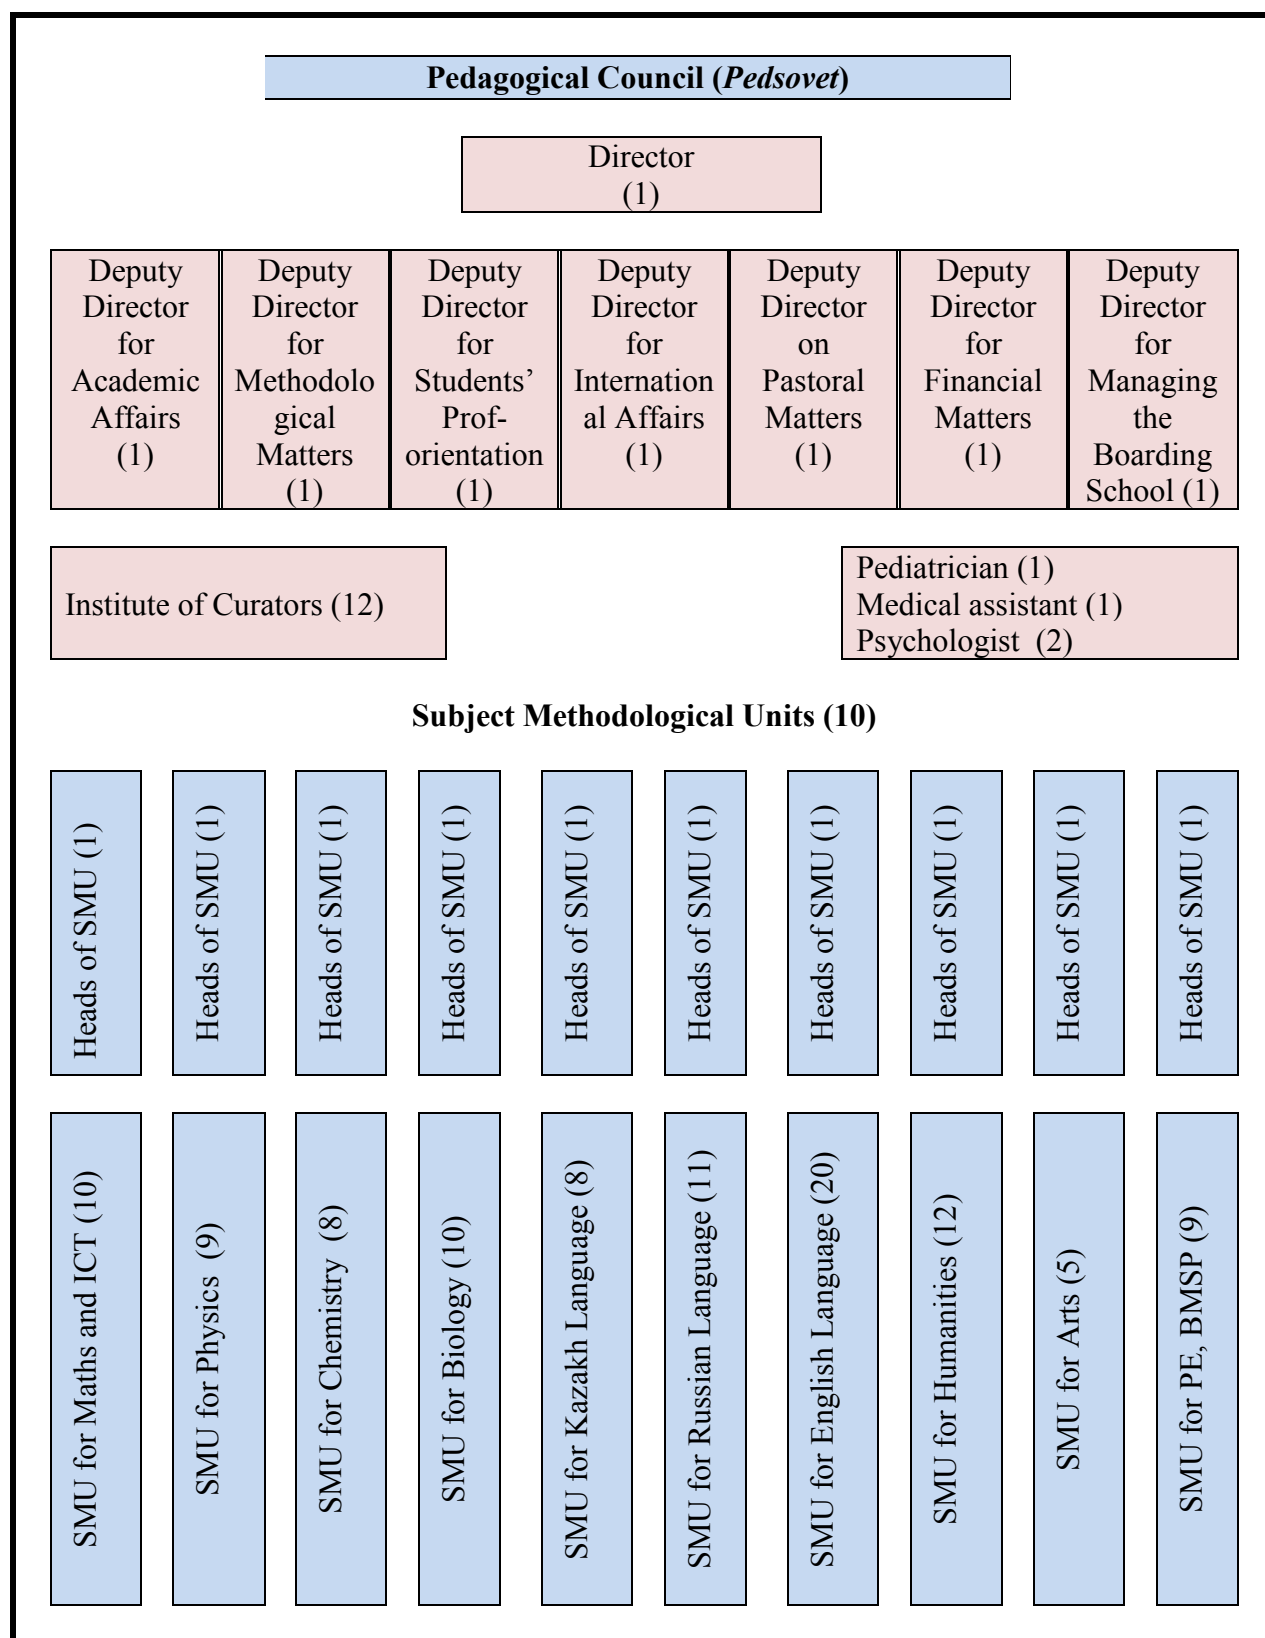 Pedagogical Council (Pedsovet)
Director
(1)
Deputy
Director
for
Academic
Affairs
(1)
Deputy
Director
for
Methodolo
gical
Matters
(1)
Deputy
Director
for
Students’
Prof-
orientation
(1)
Deputy
Director
for
Internation
al Affairs
(1)
Deputy
Director
on
Pastoral
Matters
(1)
Deputy
Director
for
Financial
Matters
(1)
Deputy
Director
for
Managing
the
Boarding
School (1)
Institute of Curators (12)
Pediatrician (1)
Medical assistant (1)
Psychologist (2)
Subject Methodological Units (10)
Heads of SMU (1)
Heads of SMU (1)
Heads of SMU (1)
Heads of SMU (1)
Heads of SMU (1)
Heads of SMU (1)
Heads of SMU (1)
Heads of SMU (1)
Heads of SMU (1)
Heads of SMU (1)
SMU for Maths and ICT (10)
SMU for Physics (9)
SMU for Chemistry (8)
SMU for Biology (10)
SMU for Kazakh Language (8)
SMU for Russian Language (11)
SMU for English Language (20)
SMU for Humanities (12)
SMU for Arts (5)
SMU for PE, BMSP (9)